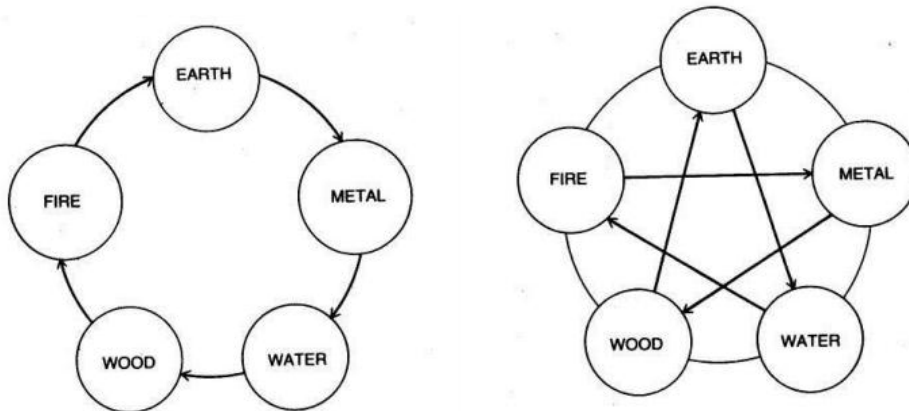 EARTH
METAL
WATER
WOOD
FIRE
EARTH
METAL
WATER
WOOD
FIRE